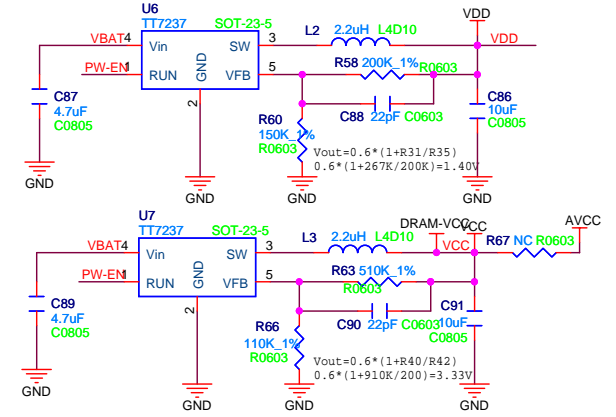 U6
TT7237 SOT-23-5
VBAT 4 Vin SW 3 L2 2.2uH L4D10 VDD
VDD
PW-EN 1 RUN GND VFB 5 R58 200K_1% R0603
2
C87
4.7uF
C0805
GND
GND
R60
150K_1%
R0603
GND
C88 22pF C0603
C86
10uF
C0805
GND
Vout=0.6*(1+R31/R35)
0.6*(1+267K/200K)=1.40V
U7
TT7237 SOT-23-5
VBAT 4 Vin SW 3 L3 2.2uH L4D10 DRAM-VCC VCC
VCC
R67 NC R0603 AVCC
PW-EN 1 RUN GND VFB 5 R63 510K_1%
R0603
2
C89
4.7uF
C0805
GND
GND
R66
110K_1%
R0603
GND
C90 22pF C0603
C91
10uF
C0805
GND
Vout=0.6*(1+R40/R42)
0.6*(1+910K/200)=3.33V